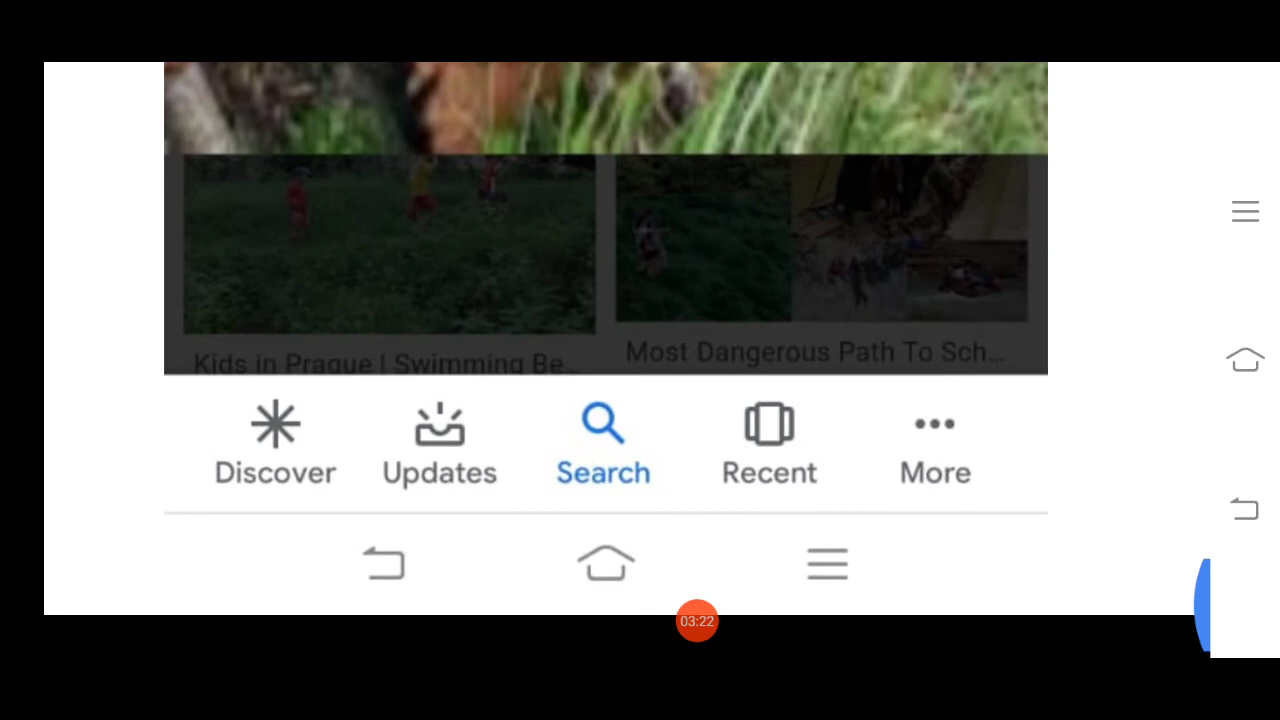 Kids in Prague | Swimming Be...
Most Dangerous Path To Sch...
Discover
Updates
Search
Recent
More
03:22